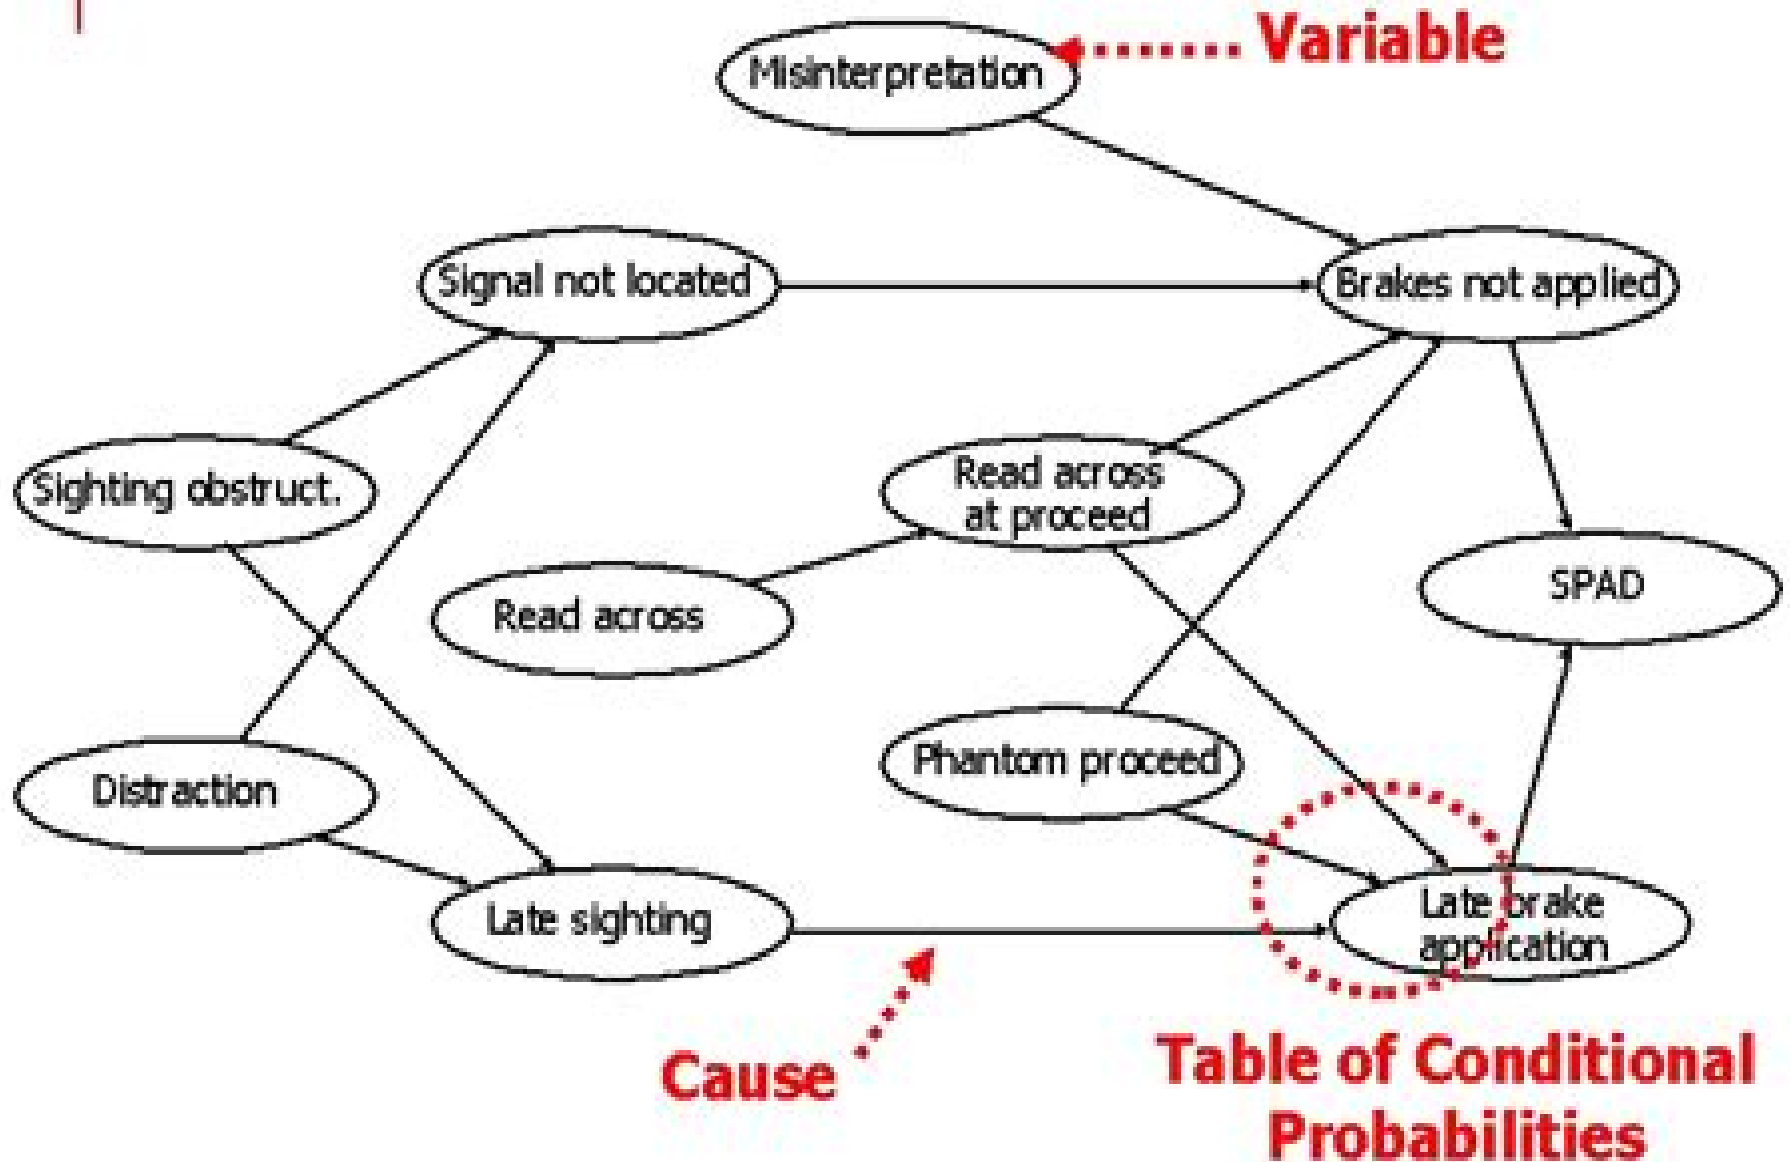 Variable
Misinterpretation
Signal not located
Brakes not applied
Sighting obstruct.
Read across
at proceed
Read across
SPAD
Phantom proceed
Distraction
Late sighting
Late brake
application
Cause
Table of Conditional
Probabilities